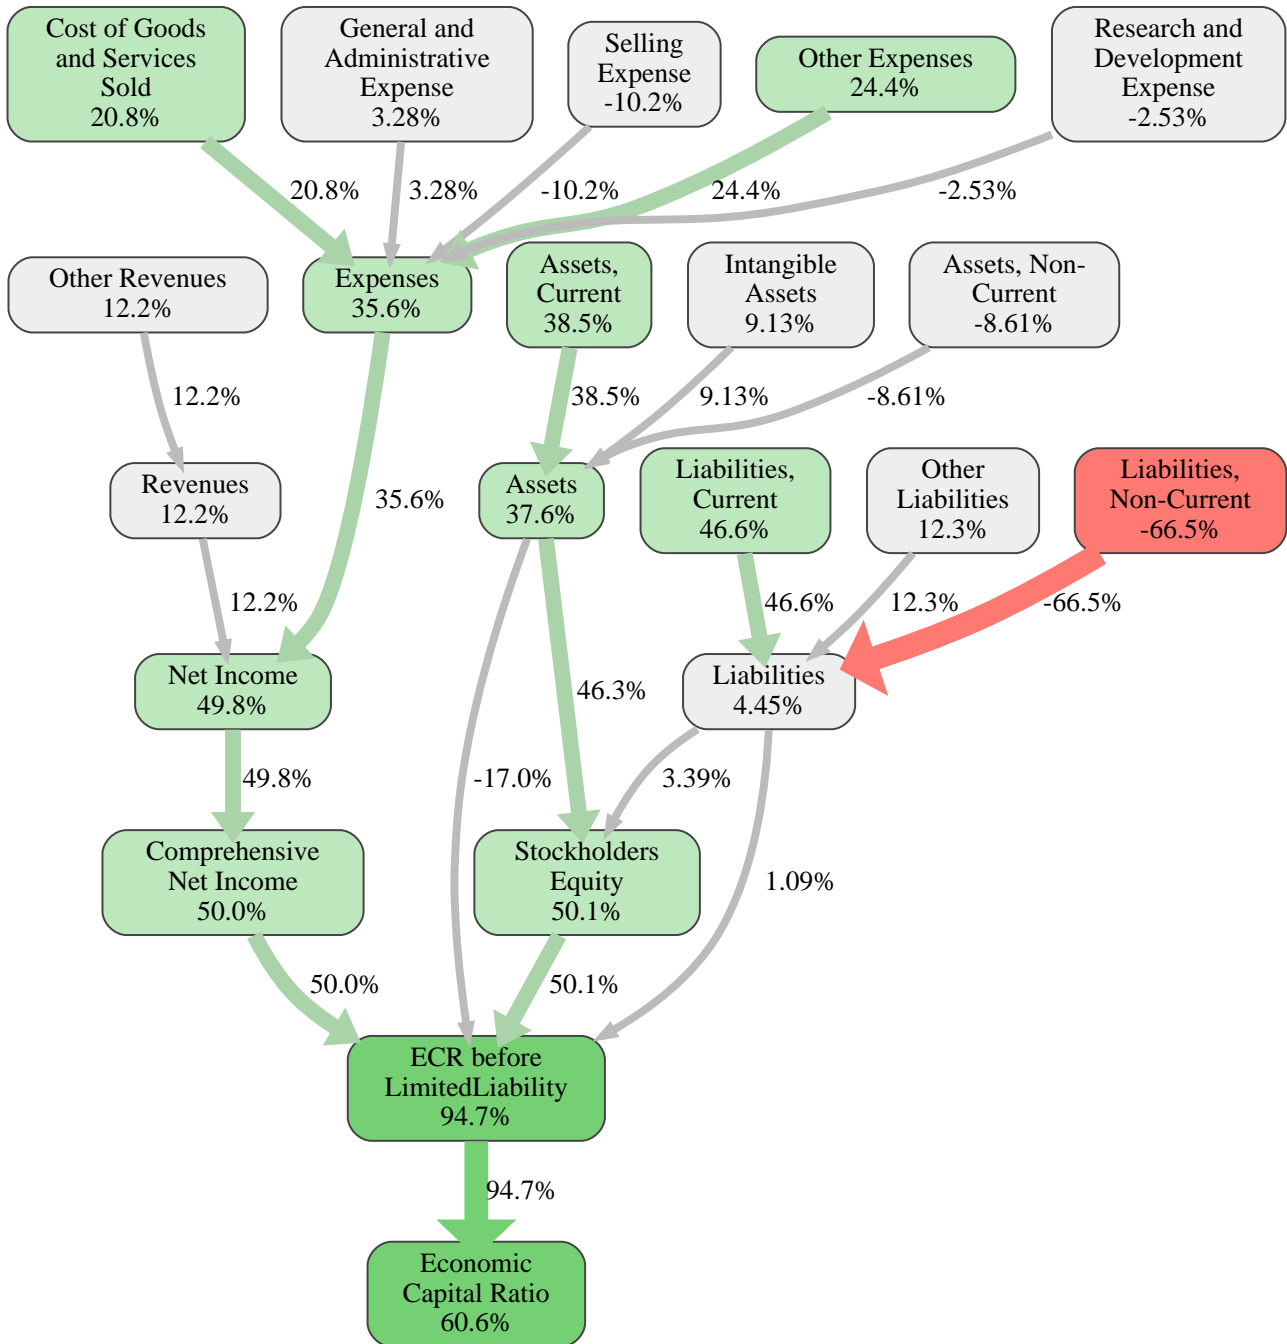 Cost of Goods
and Services
Sold
20.8%
General and
Administrative
Expense
3.28%
Selling
Expense
-10.2%
Other Expenses
24.4%
Research and
Development
Expense
-2.53%
20.8%
3.28%
-10.2%
24.4%
-2.53%
Other Revenues
12.2%
Expenses
35.6%
Assets,
Current
38.5%
Intangible
Assets
9.13%
Assets, Non-
Current
-8.61%
12.2%
38.5%
9.13%
-8.61%
Revenues
12.2%
35.6%
Assets
37.6%
Liabilities,
Current
46.6%
Other
Liabilities
12.3%
Liabilities,
Non-Current
-66.5%
12.2%
46.6%
12.3%
-66.5%
Net Income
49.8%
46.3%
Liabilities
4.45%
49.8%
-17.0%
3.39%
Comprehensive
Net Income
50.0%
Stockholders
Equity
50.1%
1.09%
50.0%
50.1%
ECR before
LimitedLiability
94.7%
94.7%
Economic
Capital Ratio
60.6%